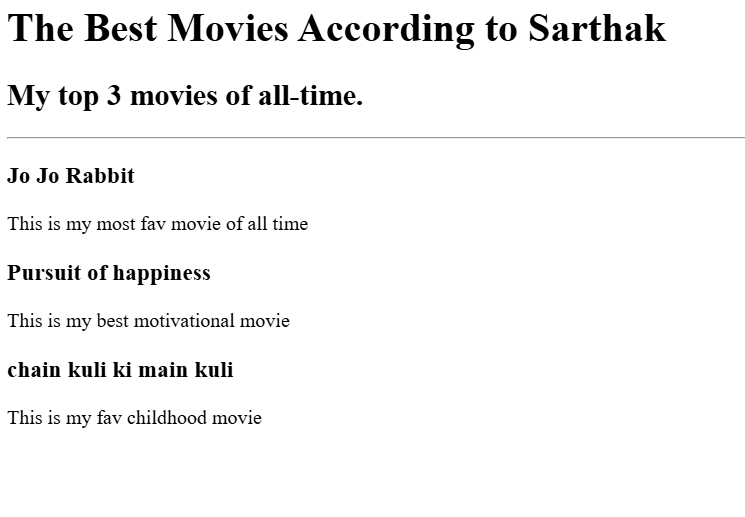 The Best Movies According to Sarthak
My top 3 movies of all-time.
Jo Jo Rabbit
This is my most fav movie of all time
Pursuit of happiness
This is my best motivational movie
chain kuli ki main kuli
This is my fav childhood movie